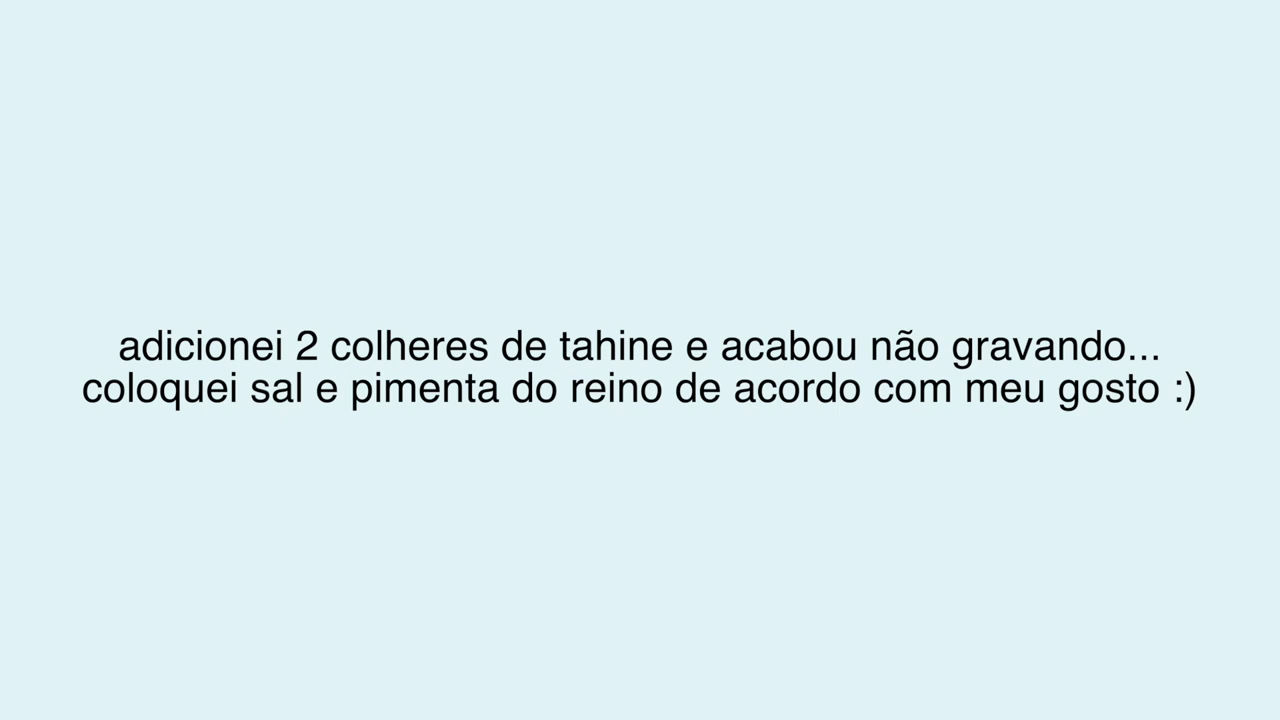 adicionei 2 colheres de tahine e acabou não gravando...
coloquei sal e pimenta do reino de acordo com meu gosto :)